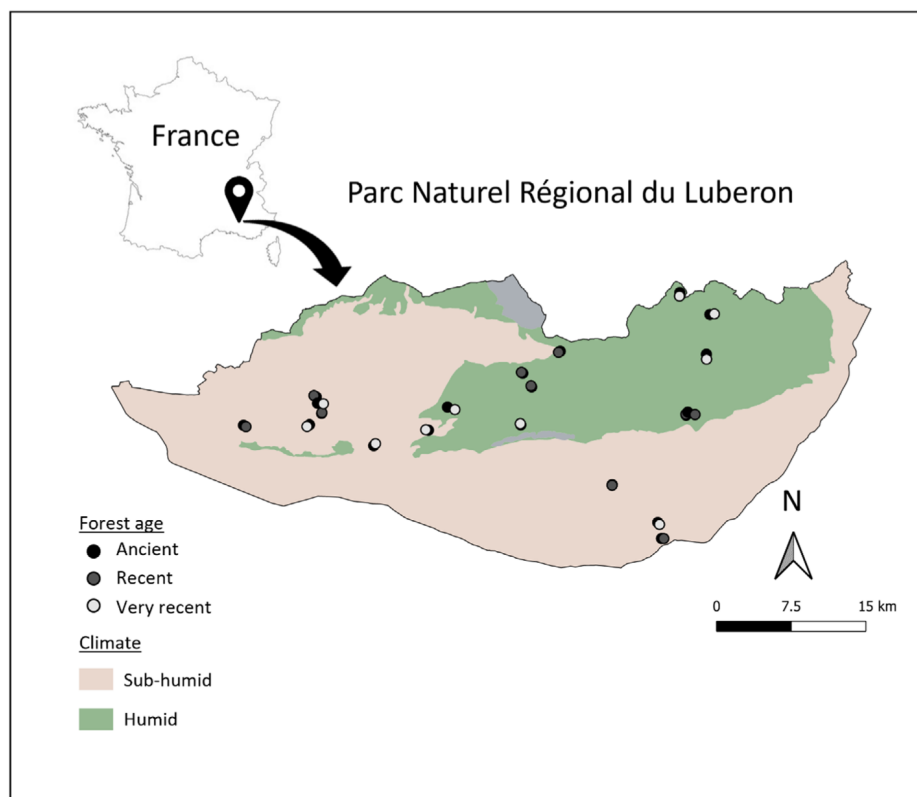 France
Parc Naturel Régional du Luberon
N
Forest age
Ancient
Recent
Very recent
0 7.5 15 km
Climate
Sub-humid
Humid